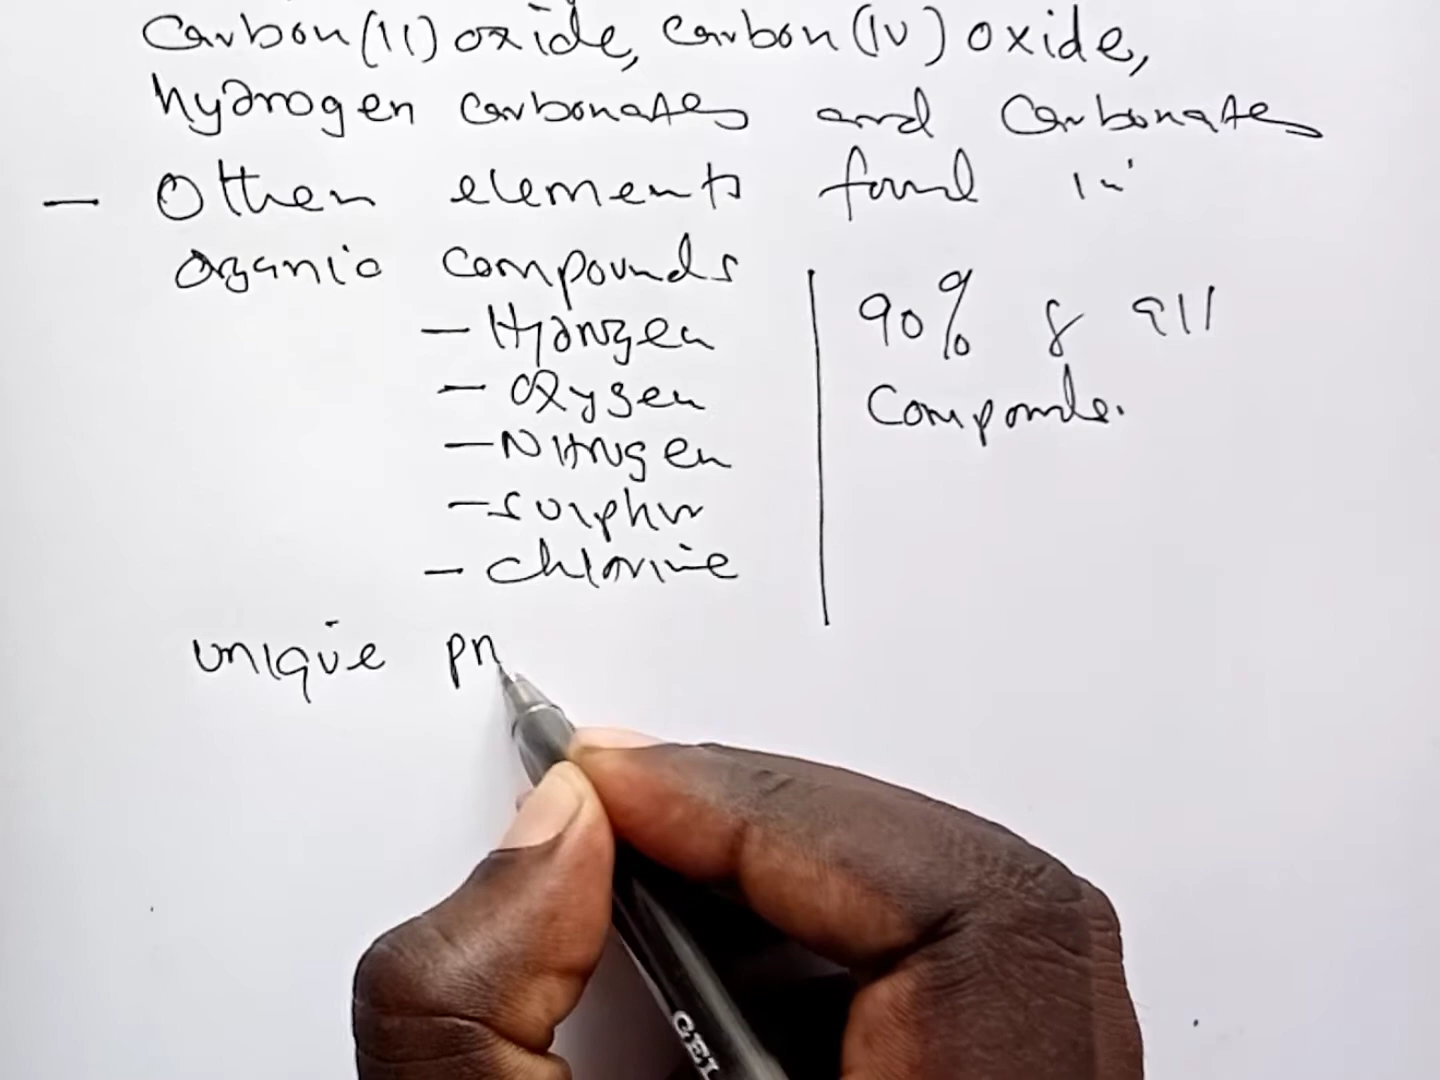 Carbon(II) oxide, Carbon(IV) oxide,
hydrogen carbonates and Carbonates
- Other elements found in
organic compounds
- Hydrogen
- Oxygen
- Nitrogen
- Sulphur
- Chlorine
90% of all
Compounds.
unique pr
GEL